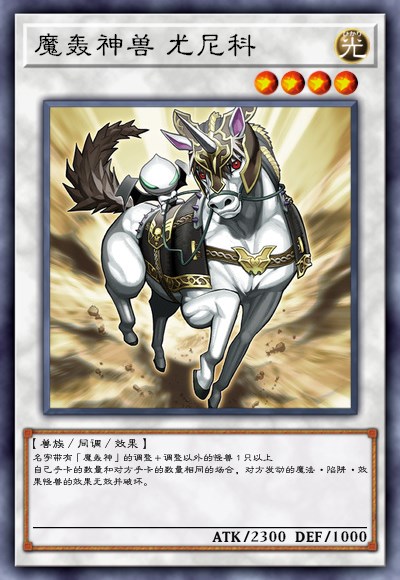 魔轰神兽 尤尼科
光
【兽族／同调／效果】
名字带有「魔轰神」的调整＋调整以外的怪兽1只以上
自己手卡的数量和对方手卡的数量相同的场合，对方发动的魔法·陷阱·效
果怪兽的效果无效并破坏。
ATK/2300 DEF/1000